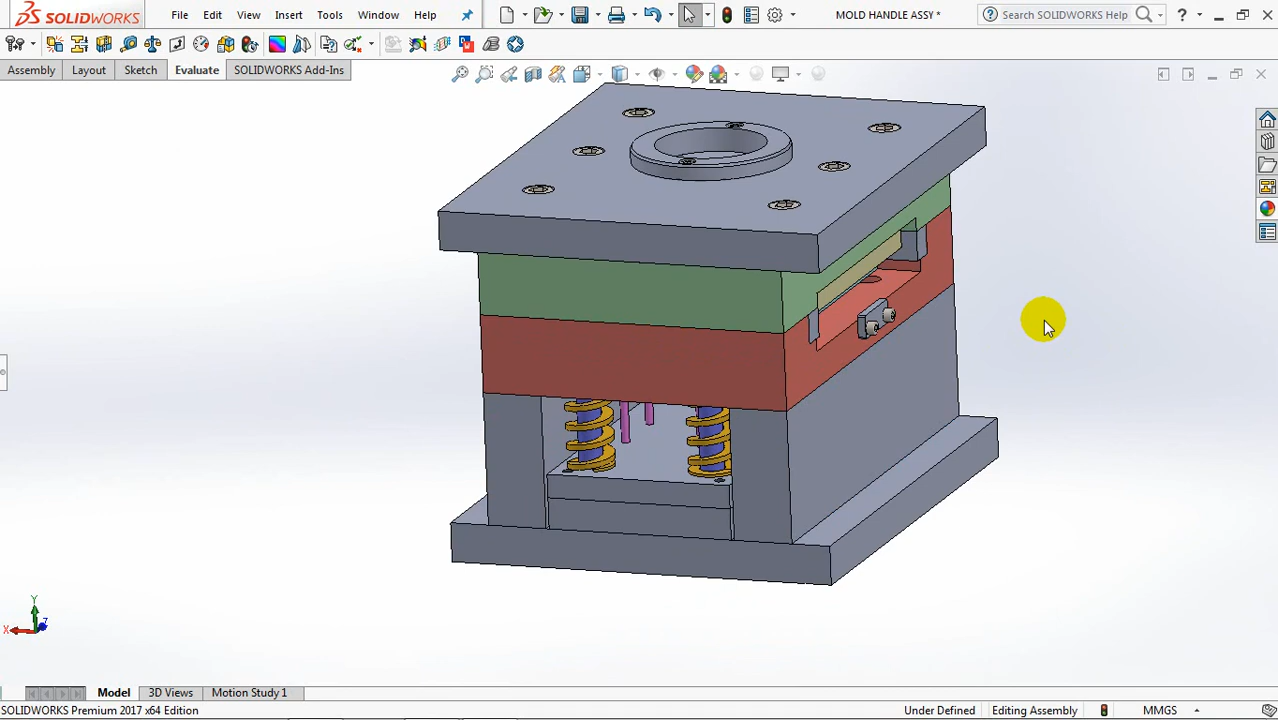 SOLIDWORKS File Edit View Insert Tools Window Help MOLD HANDLE ASSY * Search SOLIDWORKS Help ?
Assembly Layout Sketch Evaluate SOLIDWORKS Add-Ins
Y
X Z
Model 3D Views Motion Study 1
SOLIDWORKS Premium 2017 x64 Edition Under Defined Editing Assembly MMGS